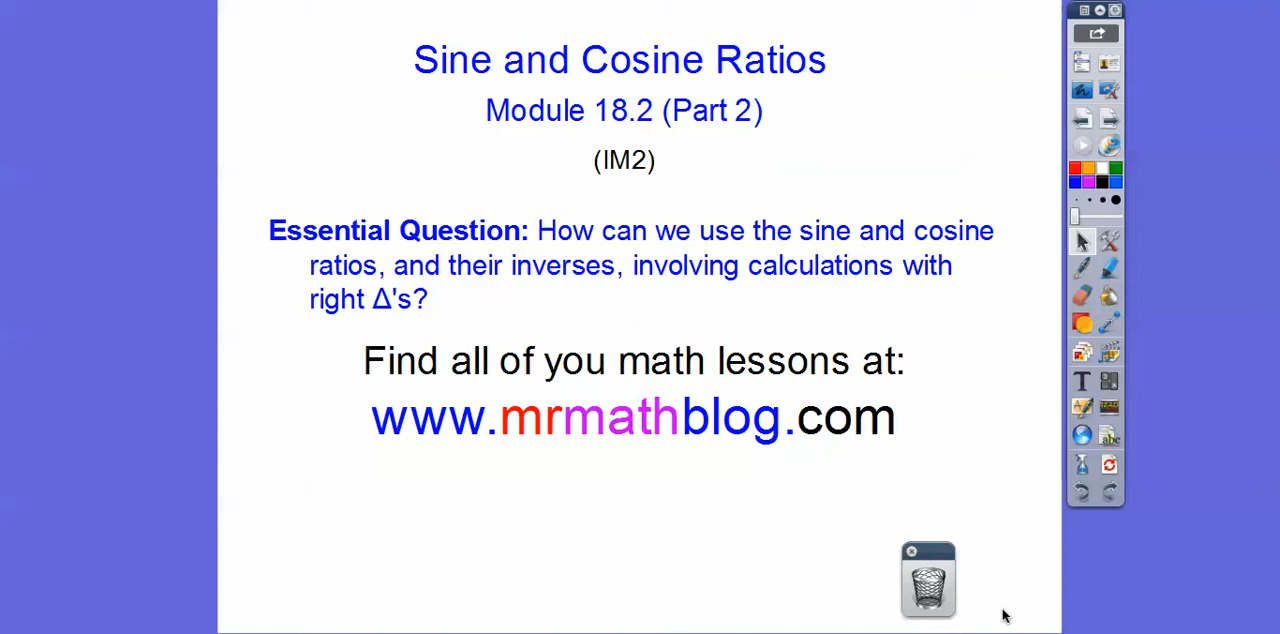 Sine and Cosine Ratios
Module 18.2 (Part 2)
(IM2)
Essential Question: How can we use the sine and cosine
ratios, and their inverses, involving calculations with
right Δ's?
Find all of you math lessons at:
www.mrmathblog.com